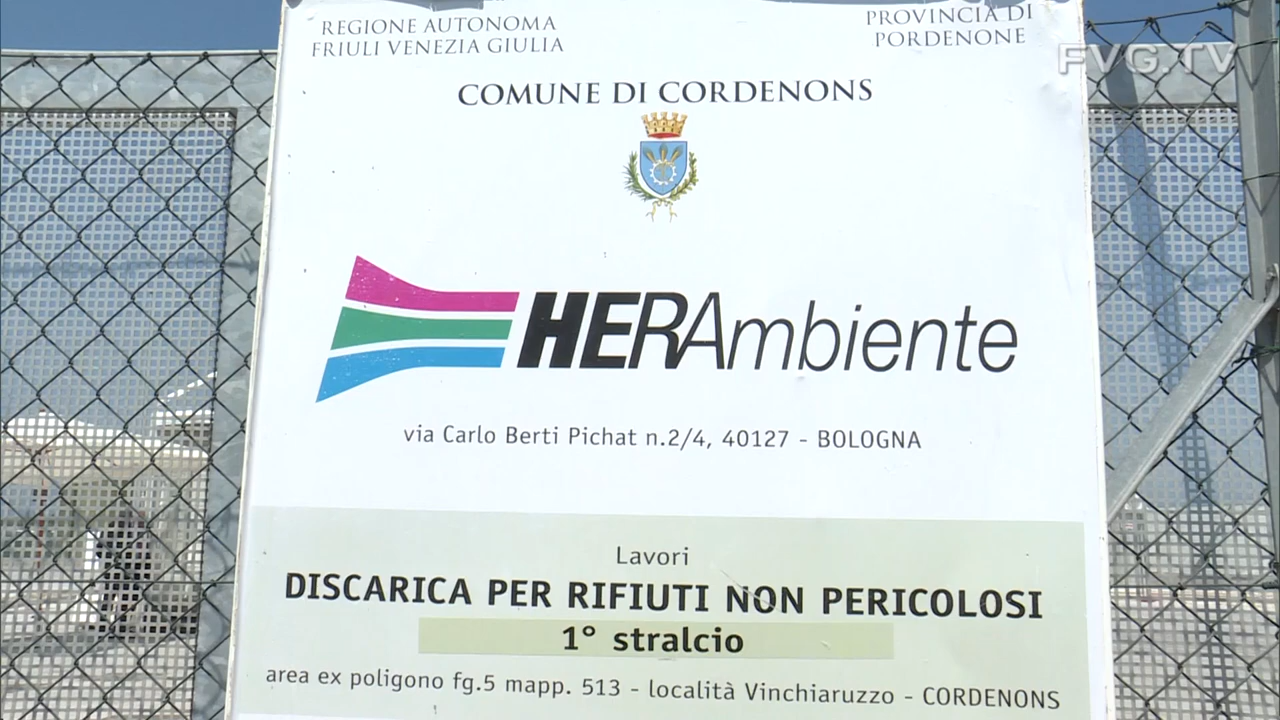 REGIONE AUTONOMA
FRIULI VENEZIA GIULIA
PROVINCIA DI
PORDENONE
FVG.TV
COMUNE DI CORDENONS
HERAmbiente
via Carlo Berti Pichat n.2/4, 40127 - BOLOGNA
Lavori
DISCARICA PER RIFIUTI NON PERICOLOSI
1° stralcio
area ex poligono fg.5 mapp. 513 - località Vinchiaruzzo - CORDENONS